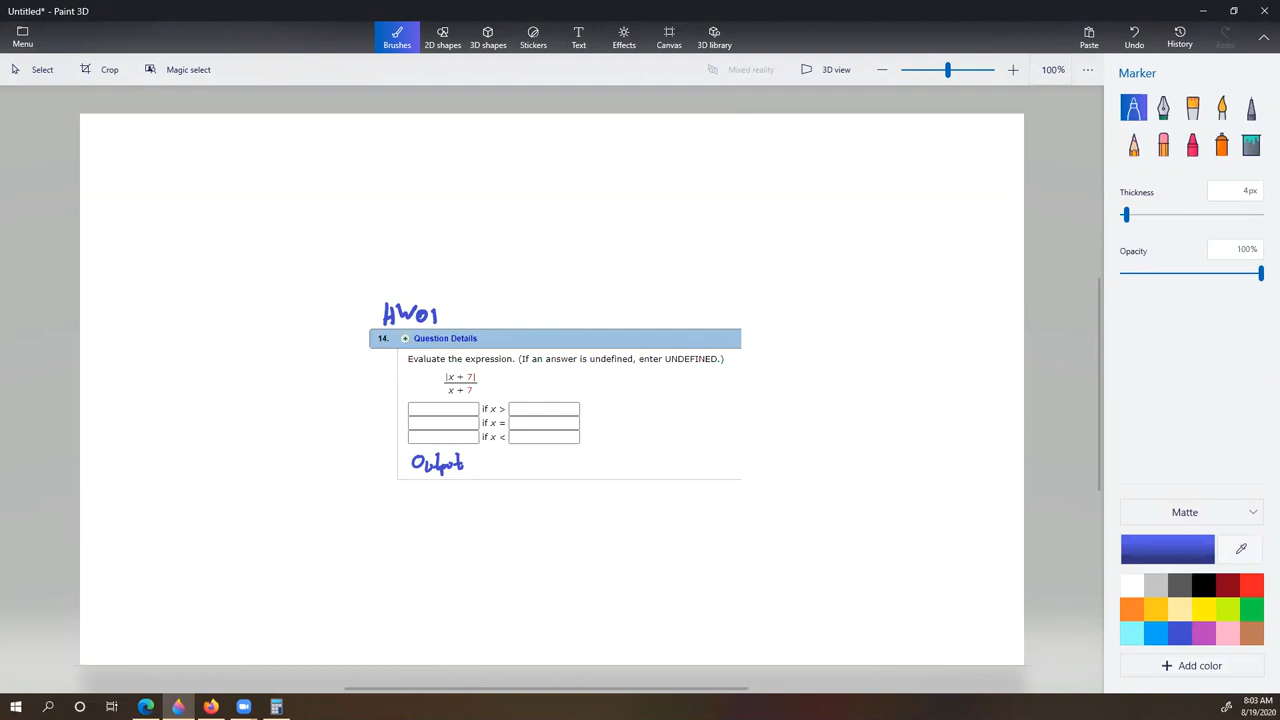 Untitled* - Paint 3D
Menu
Brushes
2D shapes
3D shapes
Stickers
Text
Effects
Canvas
3D library
Paste
Undo
History
Redo
Select
Crop
Magic select
Mixed reality
3D view
100%
Marker
Thickness
4px
Opacity
100%
HW01
14. Question Details
Evaluate the expression. (If an answer is undefined, enter UNDEFINED.)
|x + 7|
x + 7
if x >
if x =
if x <
Output
Matte
Add color
8:03 AM
8/19/2020